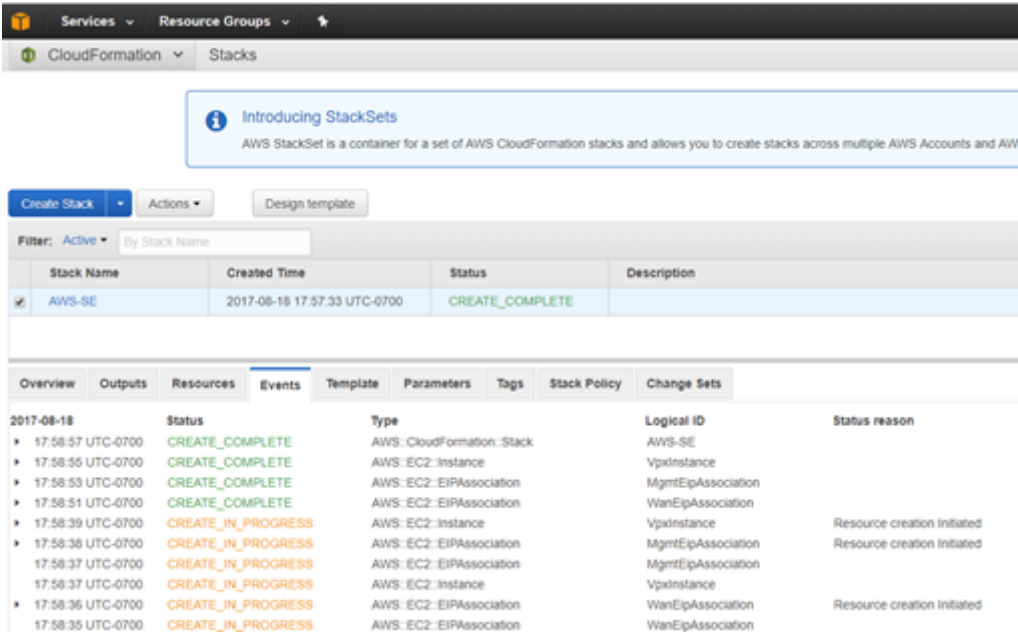 Services Resource Groups
CloudFormation Stacks
Introducing StackSets
AWS StackSet is a container for a set of AWS CloudFormation stacks and allows you to create stacks across multiple AWS Accounts and AW
Create Stack Actions Design template
Filter: Active By Stack Name
Stack Name Created Time Status Description
AWS-SE 2017-08-18 17:57:33 UTC-0700 CREATE_COMPLETE
Overview Outputs Resources Events Template Parameters Tags Stack Policy Change Sets
2017-08-18 Status Type Logical ID Status reason
17:58:57 UTC-0700 CREATE_COMPLETE AWS::CloudFormation::Stack AWS-SE
17:58:55 UTC-0700 CREATE_COMPLETE AWS::EC2::Instance VpxInstance
17:58:53 UTC-0700 CREATE_COMPLETE AWS::EC2::EIPAssociation MgmtEipAssociation
17:58:51 UTC-0700 CREATE_COMPLETE AWS::EC2::EIPAssociation WanEipAssociation
17:58:39 UTC-0700 CREATE_IN_PROGRESS AWS::EC2::Instance VpxInstance Resource creation Initiated
17:58:38 UTC-0700 CREATE_IN_PROGRESS AWS::EC2::EIPAssociation MgmtEipAssociation Resource creation Initiated
17:58:37 UTC-0700 CREATE_IN_PROGRESS AWS::EC2::EIPAssociation MgmtEipAssociation
17:58:37 UTC-0700 CREATE_IN_PROGRESS AWS::EC2::Instance VpxInstance
17:58:36 UTC-0700 CREATE_IN_PROGRESS AWS::EC2::EIPAssociation WanEipAssociation Resource creation Initiated
17:58:35 UTC-0700 CREATE_IN_PROGRESS AWS::EC2::EIPAssociation WanEipAssociation